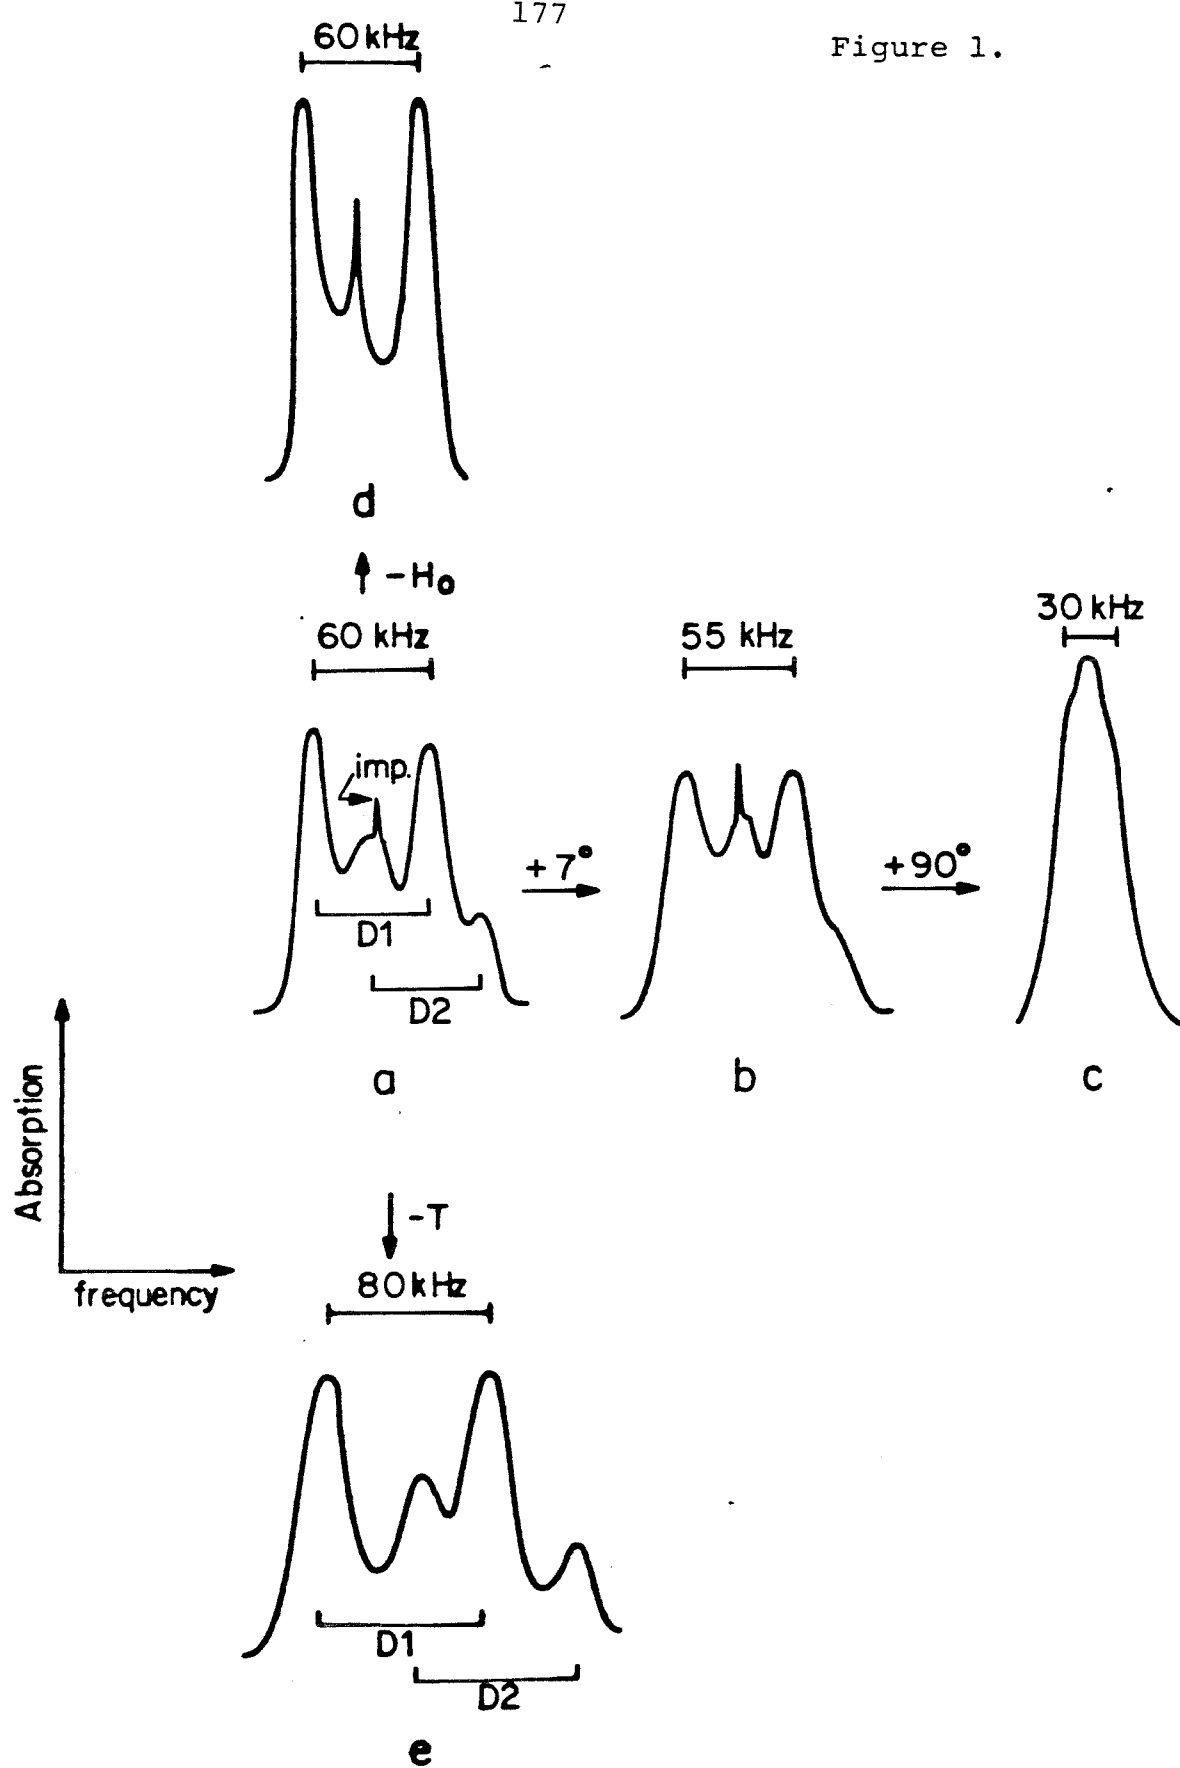 177
Figure 1.
60 kHz
d
-H₀
60 kHz
55 kHz
30 kHz
imp.
D1
+7°
+90°
D2
a
b
c
Absorption
-T
frequency
80 kHz
D1
D2
e